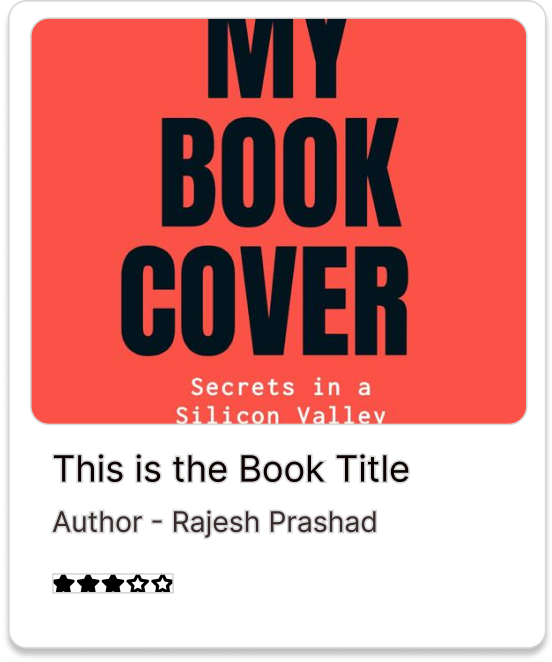 MY
BOOK
COVER
Secrets in a
Silicon Valley
This is the Book Title
Author - Rajesh Prashad